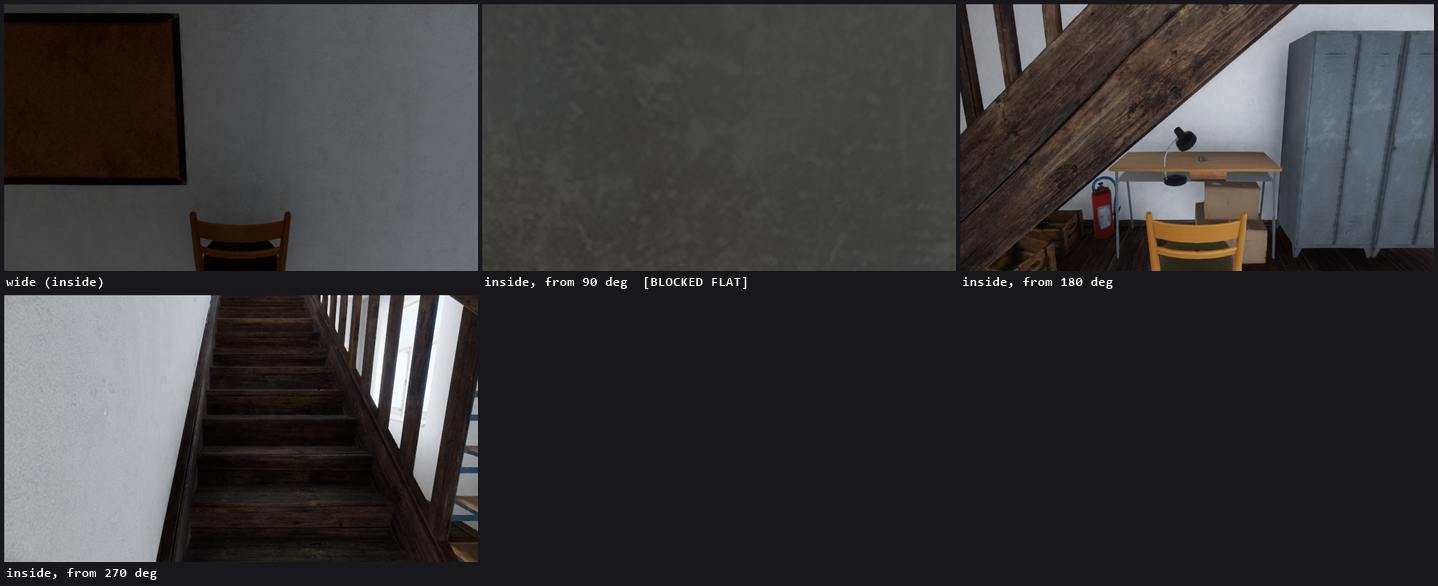 wide (inside)
inside, from 90 deg  [BLOCKED FLAT]
inside, from 180 deg
inside, from 270 deg